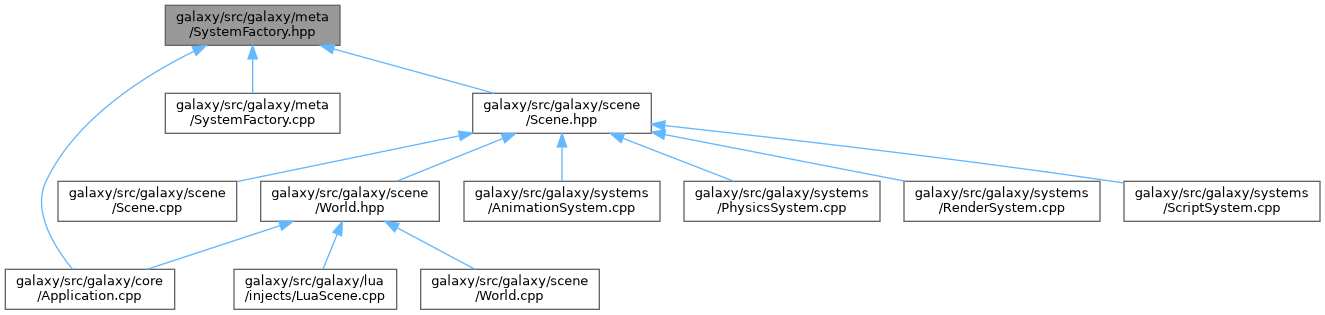 galaxy/src/galaxy/meta
/SystemFactory.hpp
galaxy/src/galaxy/meta
/SystemFactory.cpp
galaxy/src/galaxy/scene
/Scene.hpp
galaxy/src/galaxy/scene
/Scene.cpp
galaxy/src/galaxy/scene
/World.hpp
galaxy/src/galaxy/systems
/AnimationSystem.cpp
galaxy/src/galaxy/systems
/PhysicsSystem.cpp
galaxy/src/galaxy/systems
/RenderSystem.cpp
galaxy/src/galaxy/systems
/ScriptSystem.cpp
galaxy/src/galaxy/core
/Application.cpp
galaxy/src/galaxy/lua
/injects/LuaScene.cpp
galaxy/src/galaxy/scene
/World.cpp